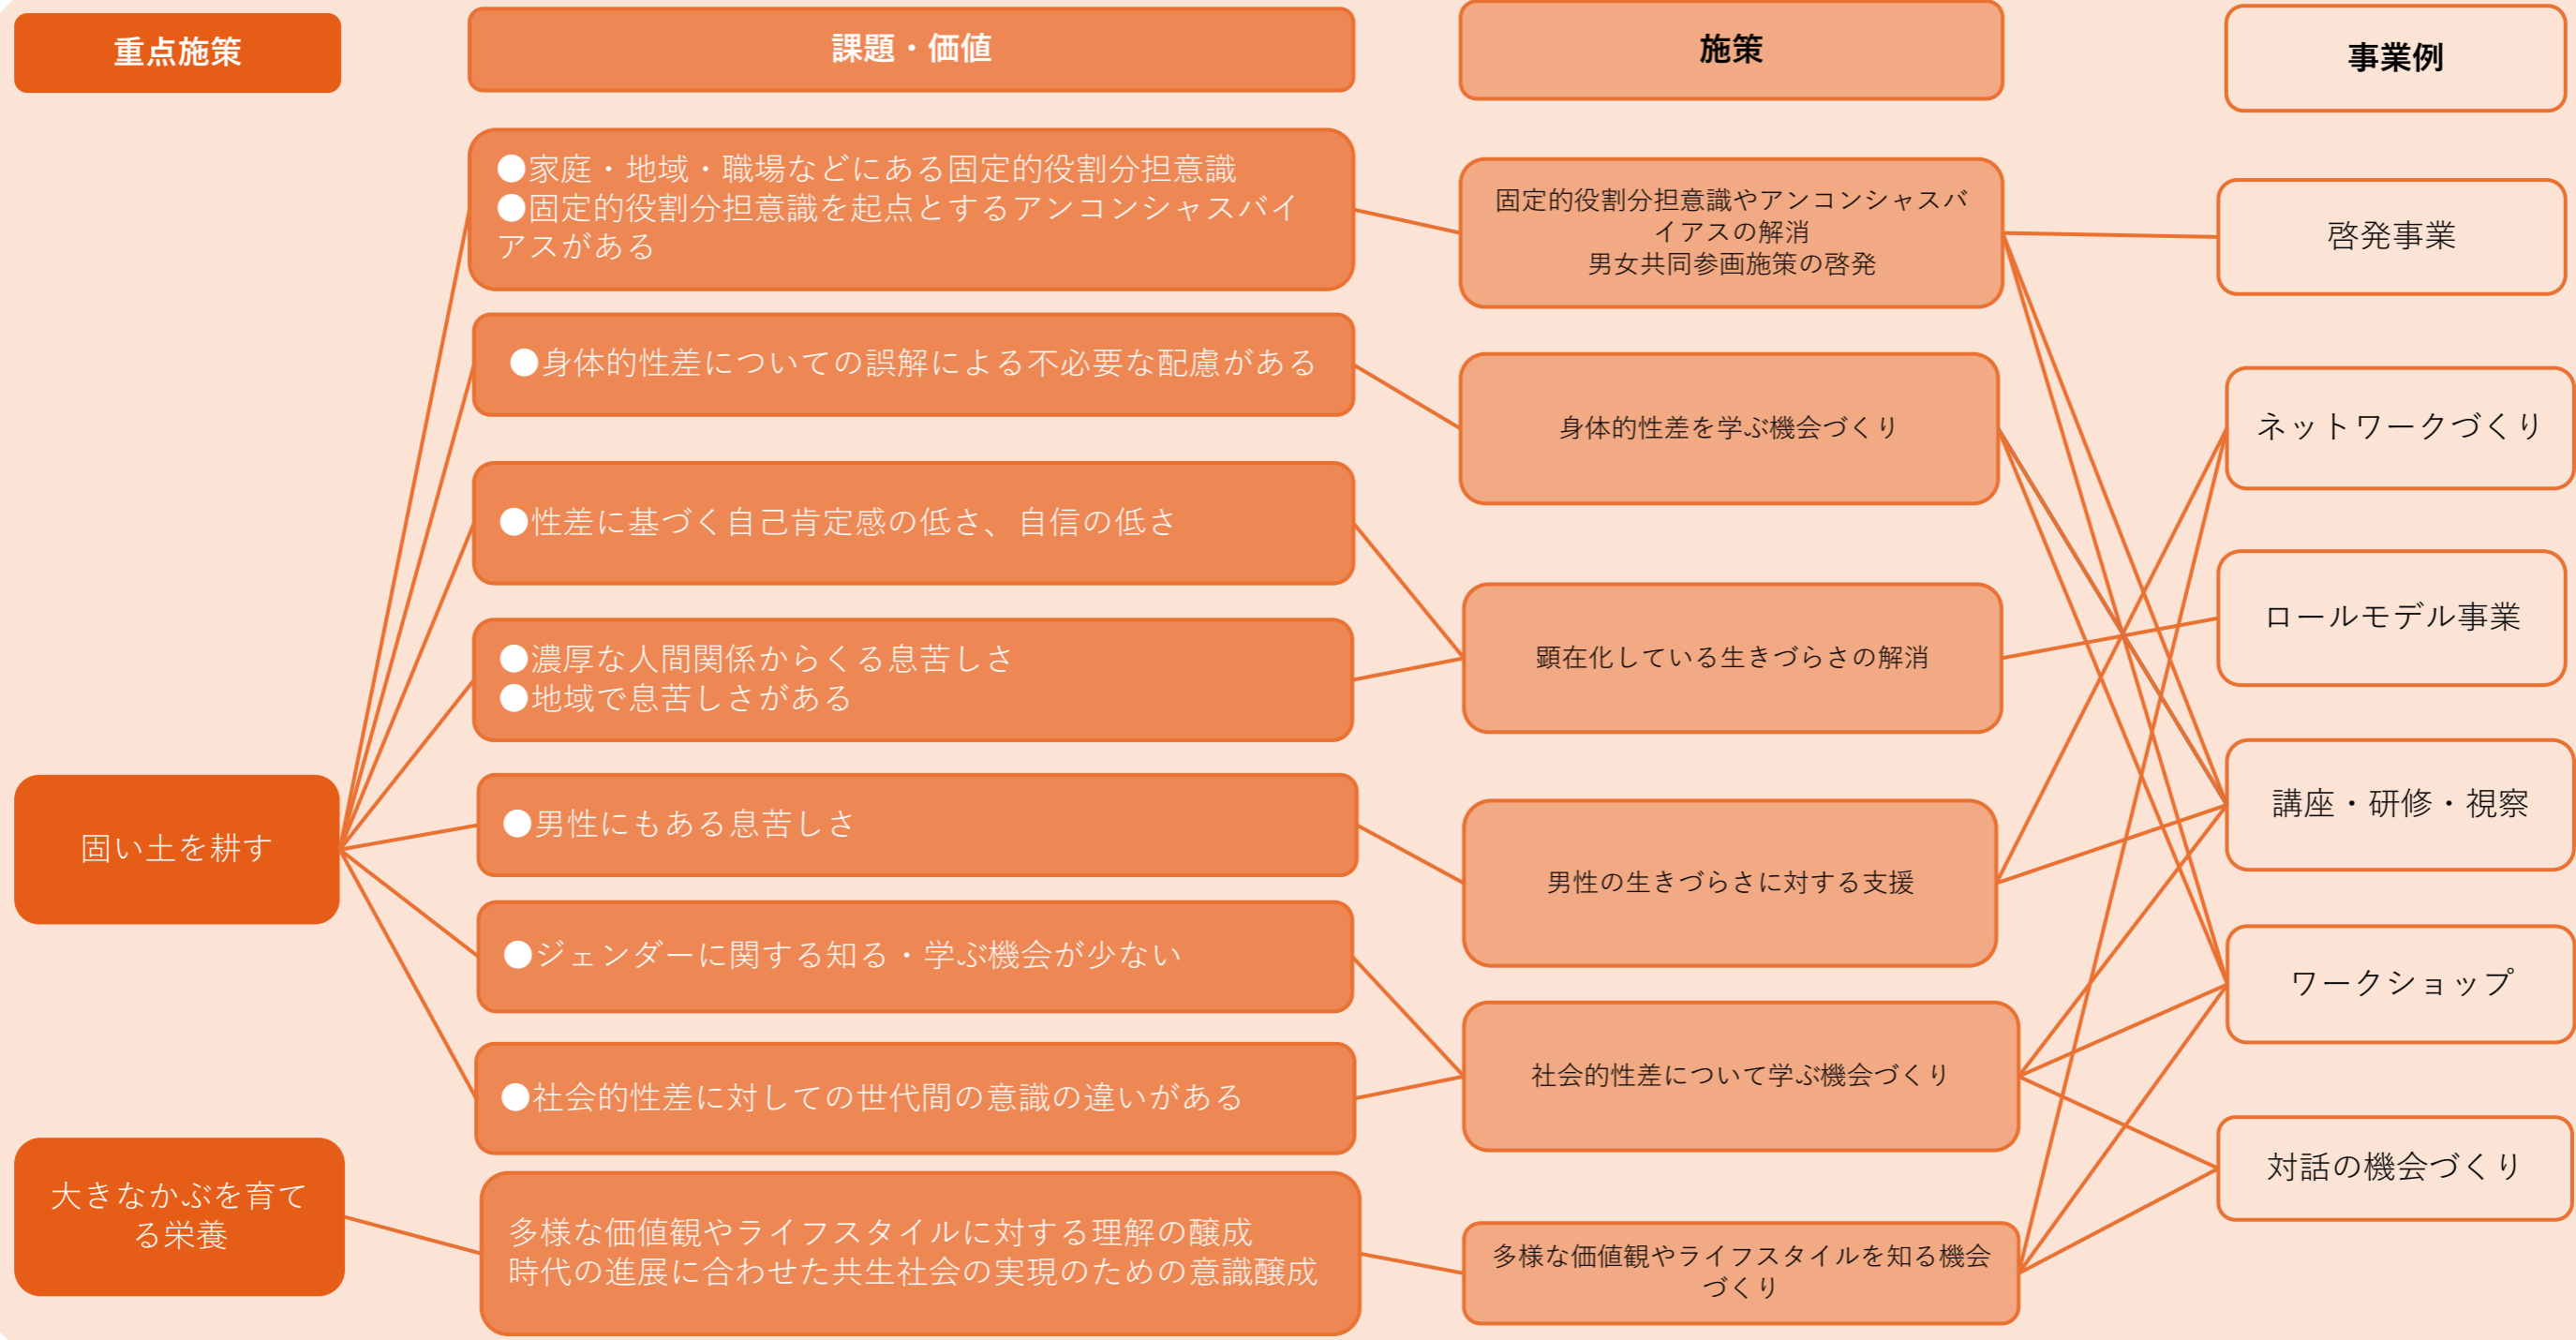 重点施策
課題・価値
施策
事業例
●家庭・地域・職場などにある固定的役割分担意識
●固定的役割分担意識を起点とするアンコンシャスバイ
アスがある
●身体的性差についての誤解による不必要な配慮がある
●性差に基づく自己肯定感の低さ、自信の低さ
●濃厚な人間関係からくる息苦しさ
●地域で息苦しさがある
●男性にもある息苦しさ
●ジェンダーに関する知る・学ぶ機会が少ない
●社会的性差に対しての世代間の意識の違いがある
多様な価値観やライフスタイルに対する理解の醸成
時代の進展に合わせた共生社会の実現のための意識醸成
固い土を耕す
大きなかぶを育て
る栄養
固定的役割分担意識やアンコンシャスバ
イアスの解消
男女共同参画施策の啓発
身体的性差を学ぶ機会づくり
顕在化している生きづらさの解消
男性の生きづらさに対する支援
社会的性差について学ぶ機会づくり
多様な価値観やライフスタイルを知る機会
づくり
啓発事業
ネットワークづくり
ロールモデル事業
講座・研修・視察
ワークショップ
対話の機会づくり